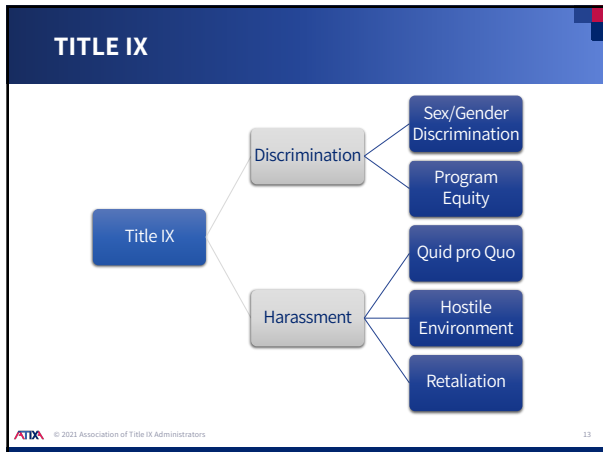 TITLE IX
Sex/Gender
Discrimination
Discrimination
Program
Equity
Title IX
Quid pro Quo
Harassment
Hostile
Environment
Retaliation
ATIXA © 2021 Association of Title IX Administrators
13